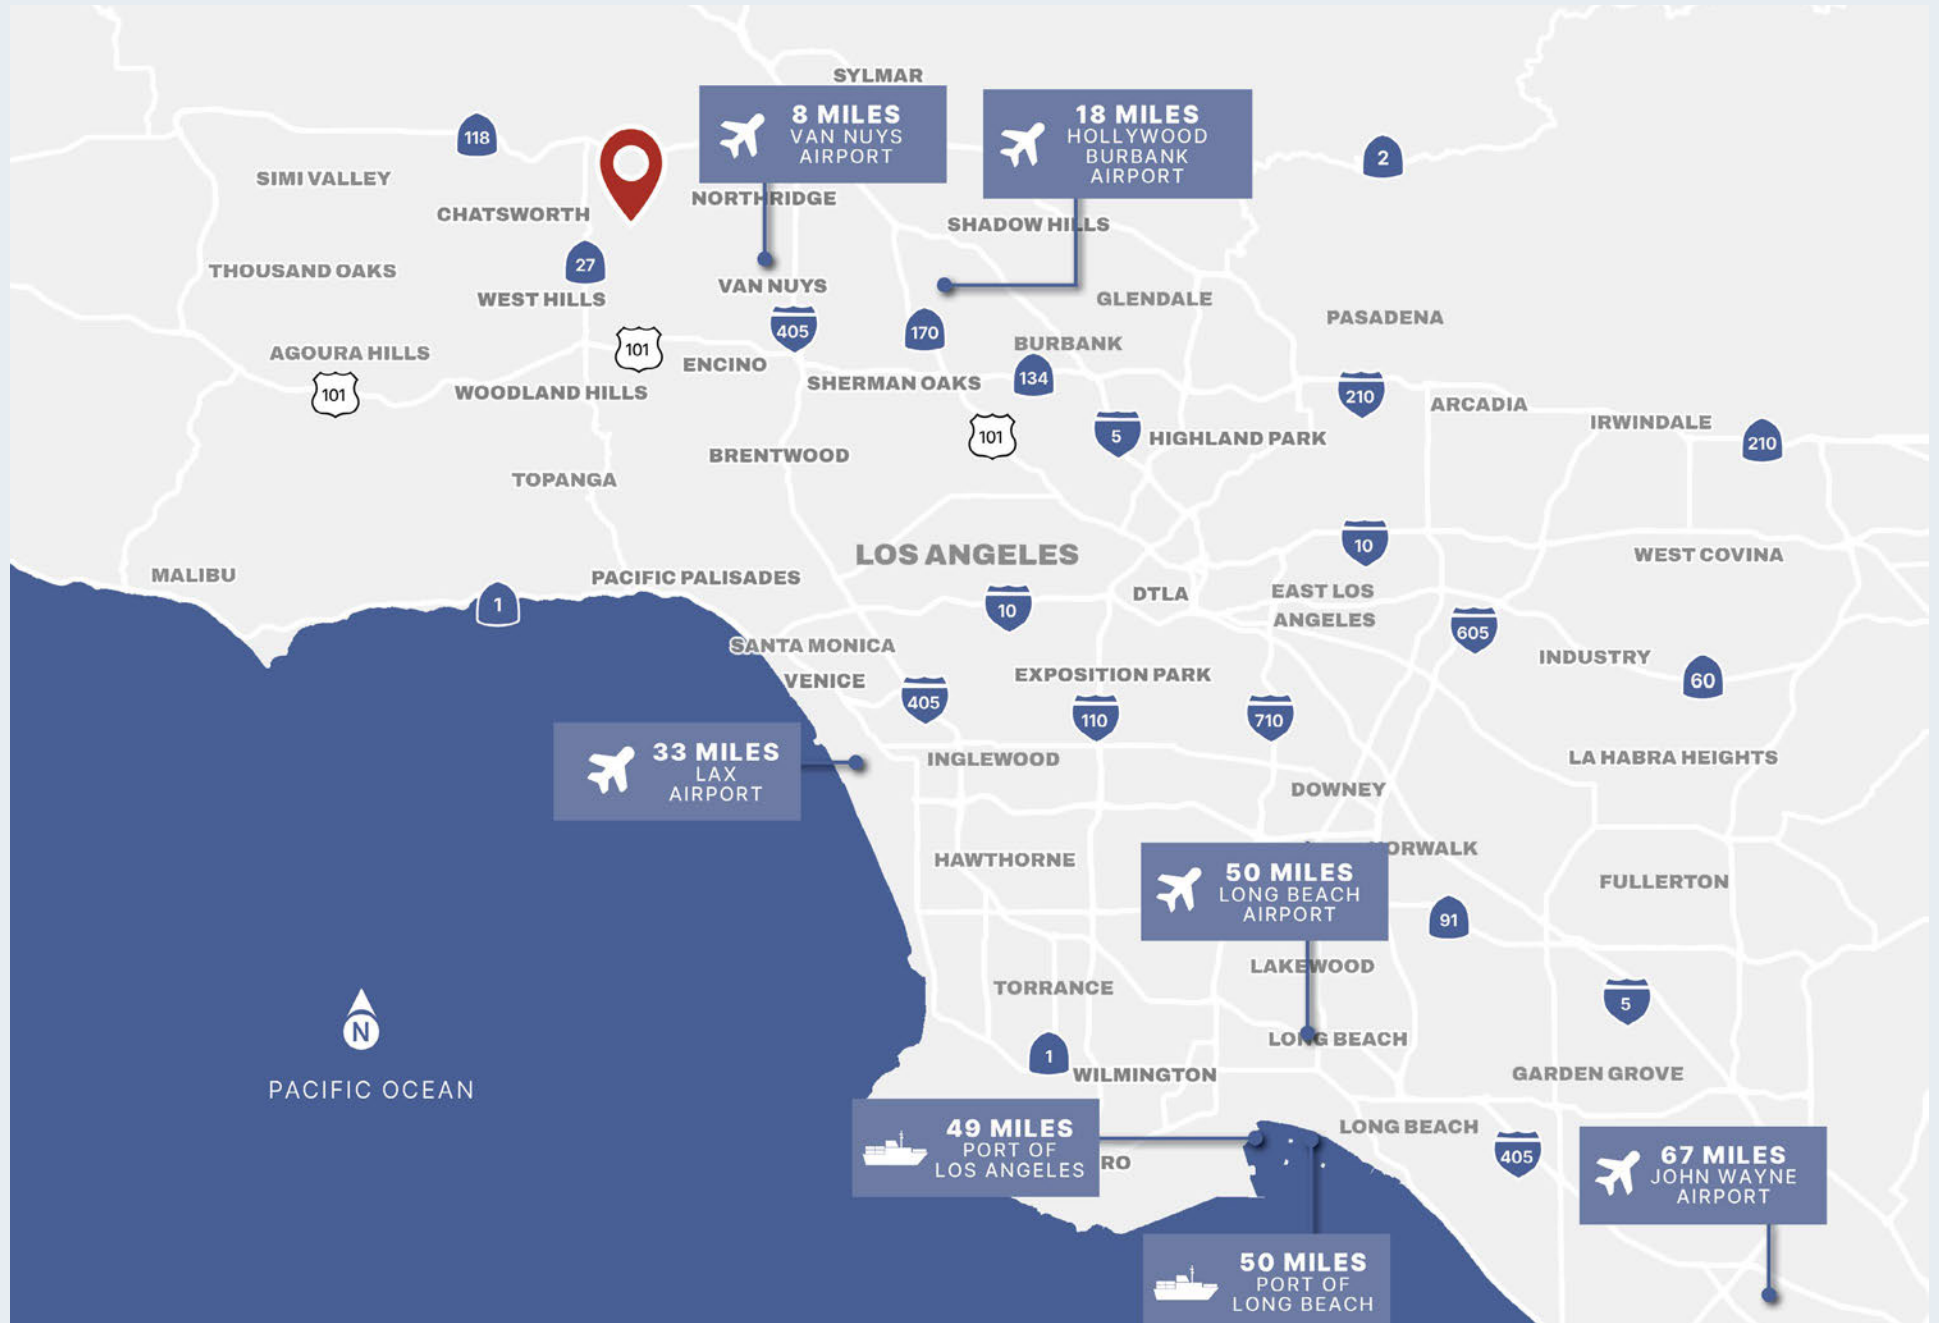 SYLMAR
8 MILES
VAN NUYS
AIRPORT
18 MILES
HOLLYWOOD
BURBANK
AIRPORT
118
2
SIMI VALLEY
NORTHRIDGE
CHATSWORTH
SHADOW HILLS
27
THOUSAND OAKS
WEST HILLS
VAN NUYS
GLENDALE
PASADENA
405
170
101
AGOURA HILLS
BURBANK
ENCINO
SHERMAN OAKS
134
101
WOODLAND HILLS
210
ARCADIA
IRWINDALE
101
5
HIGHLAND PARK
210
BRENTWOOD
TOPANGA
LOS ANGELES
10
WEST COVINA
MALIBU
PACIFIC PALISADES
1
10
DTLA
EAST LOS
ANGELES
605
SANTA MONICA
INDUSTRY
VENICE
EXPOSITION PARK
60
405
110
710
33 MILES
LAX
AIRPORT
INGLEWOOD
LA HABRA HEIGHTS
DOWNEY
HAWTHORNE
ORWALK
50 MILES
LONG BEACH
AIRPORT
FULLERTON
91
LAKEWOOD
TORRANCE
5
N
PACIFIC OCEAN
LONG BEACH
1
WILMINGTON
GARDEN GROVE
49 MILES
PORT OF
LOS ANGELES
RO
LONG BEACH
405
67 MILES
JOHN WAYNE
AIRPORT
50 MILES
PORT OF
LONG BEACH